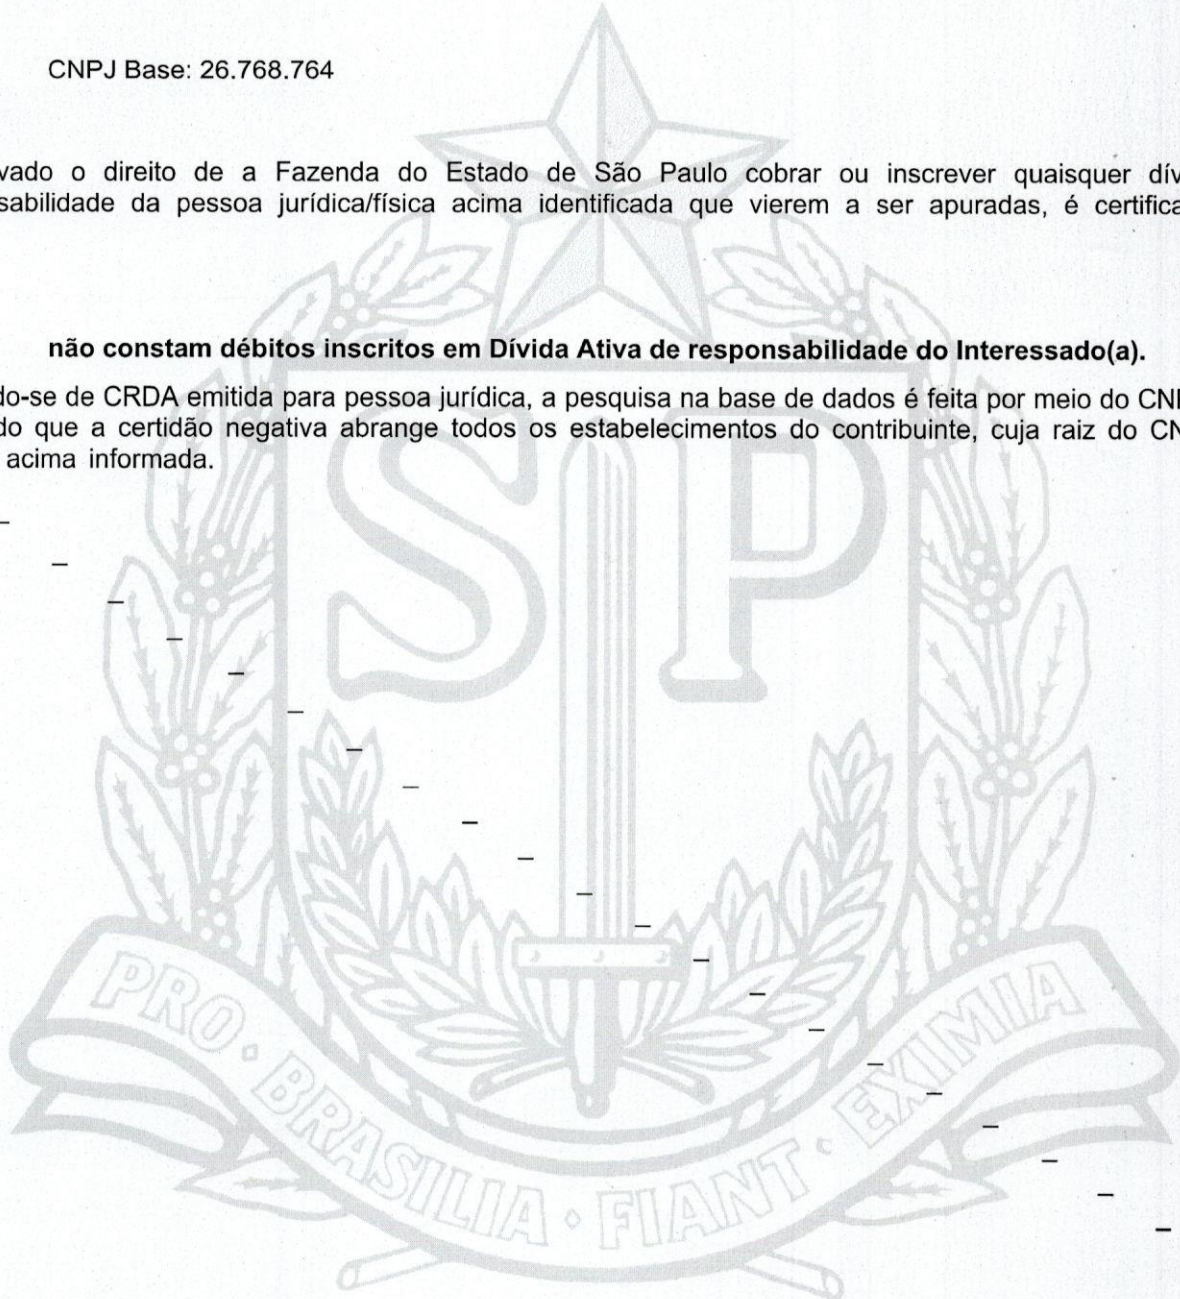 CNPJ Base: 26.768.764
vado o direito de a Fazenda do Estado de São Paulo cobrar ou inscrever quaisquer dív
sabilidade da pessoa jurídica/física acima identificada que vierem a ser apuradas, é certifica
não constam débitos inscritos em Dívida Ativa de responsabilidade do Interessado(a).
do-se de CRDA emitida para pessoa jurídica, a pesquisa na base de dados é feita por meio do CNP
do que a certidão negativa abrange todos os estabelecimentos do contribuinte, cuja raiz do CN
acima informada.
SP
PRO · BRASILIA · FIANT · EXIMIA